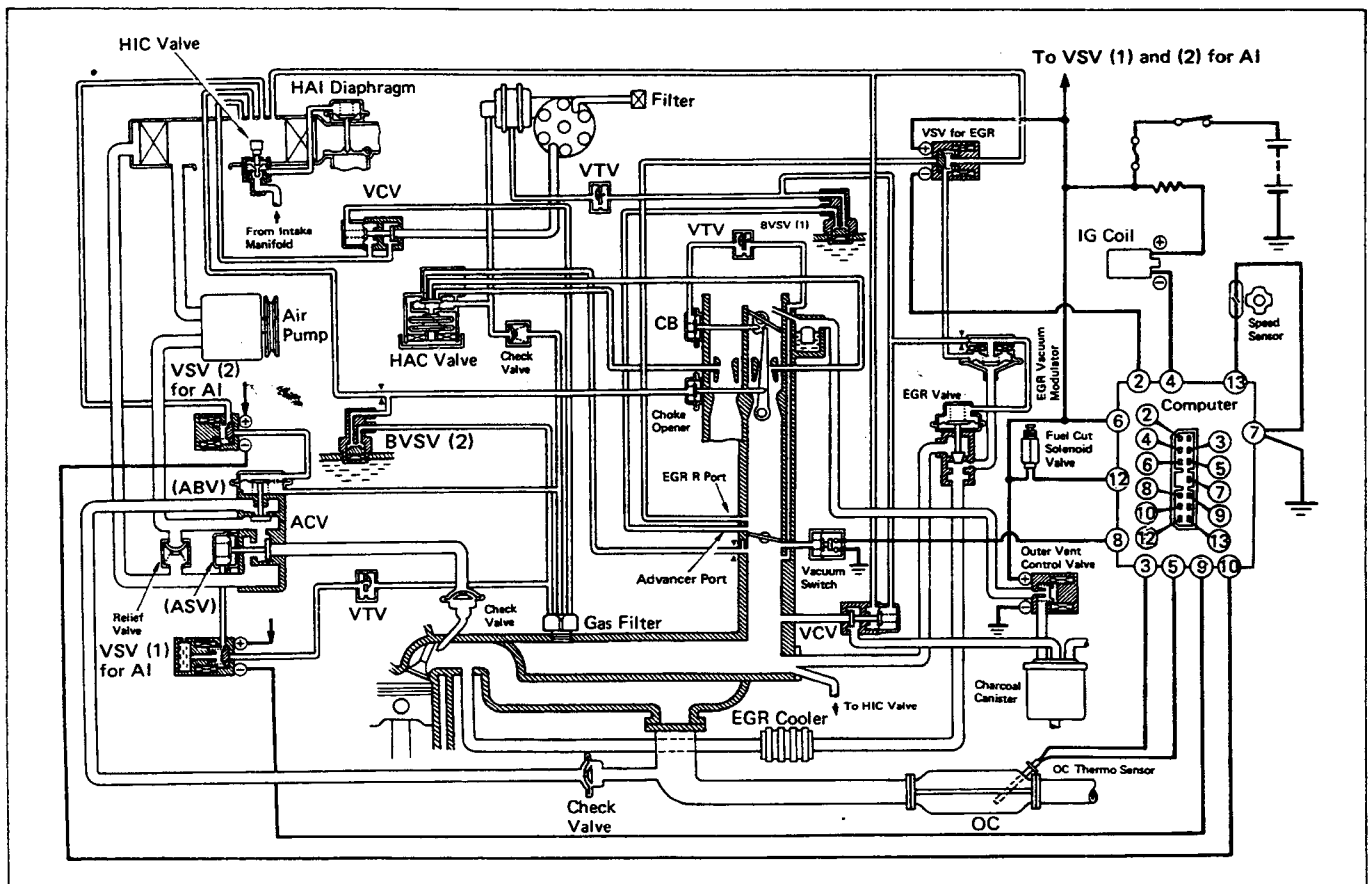 HIC Valve
HAI Diaphragm
Filter
To VSV (1) and (2) for AI
VSV for EGR
+
-
VTV
VCV
From Intake
Manifold
BVSV (1)
VTV
IG Coil
+
-
Air
Pump
CB
HAC Valve
Check
Valve
Speed
Sensor
VSV (2)
for AI
+
-
EGR Vacuum
Modulator
2
4
13
Computer
EGR Valve
Choke
Opener
BVSV (2)
6
7
Fuel Cut
Solenoid
Valve
2
4
3
6
5
8
7
10
9
12
13
12
(ABV)
EGR R Port
ACV
8
Outer Vent
Control Valve
+
-
Advancer Port
Vacuum
Switch
3
5
9
10
Relief
Valve
(ASV)
VTV
Check
Valve
Gas Filter
VCV
VSV (1)
for AI
+
-
Charcoal
Canister
To HIC Valve
EGR Cooler
OC Thermo Sensor
Check
Valve
OC